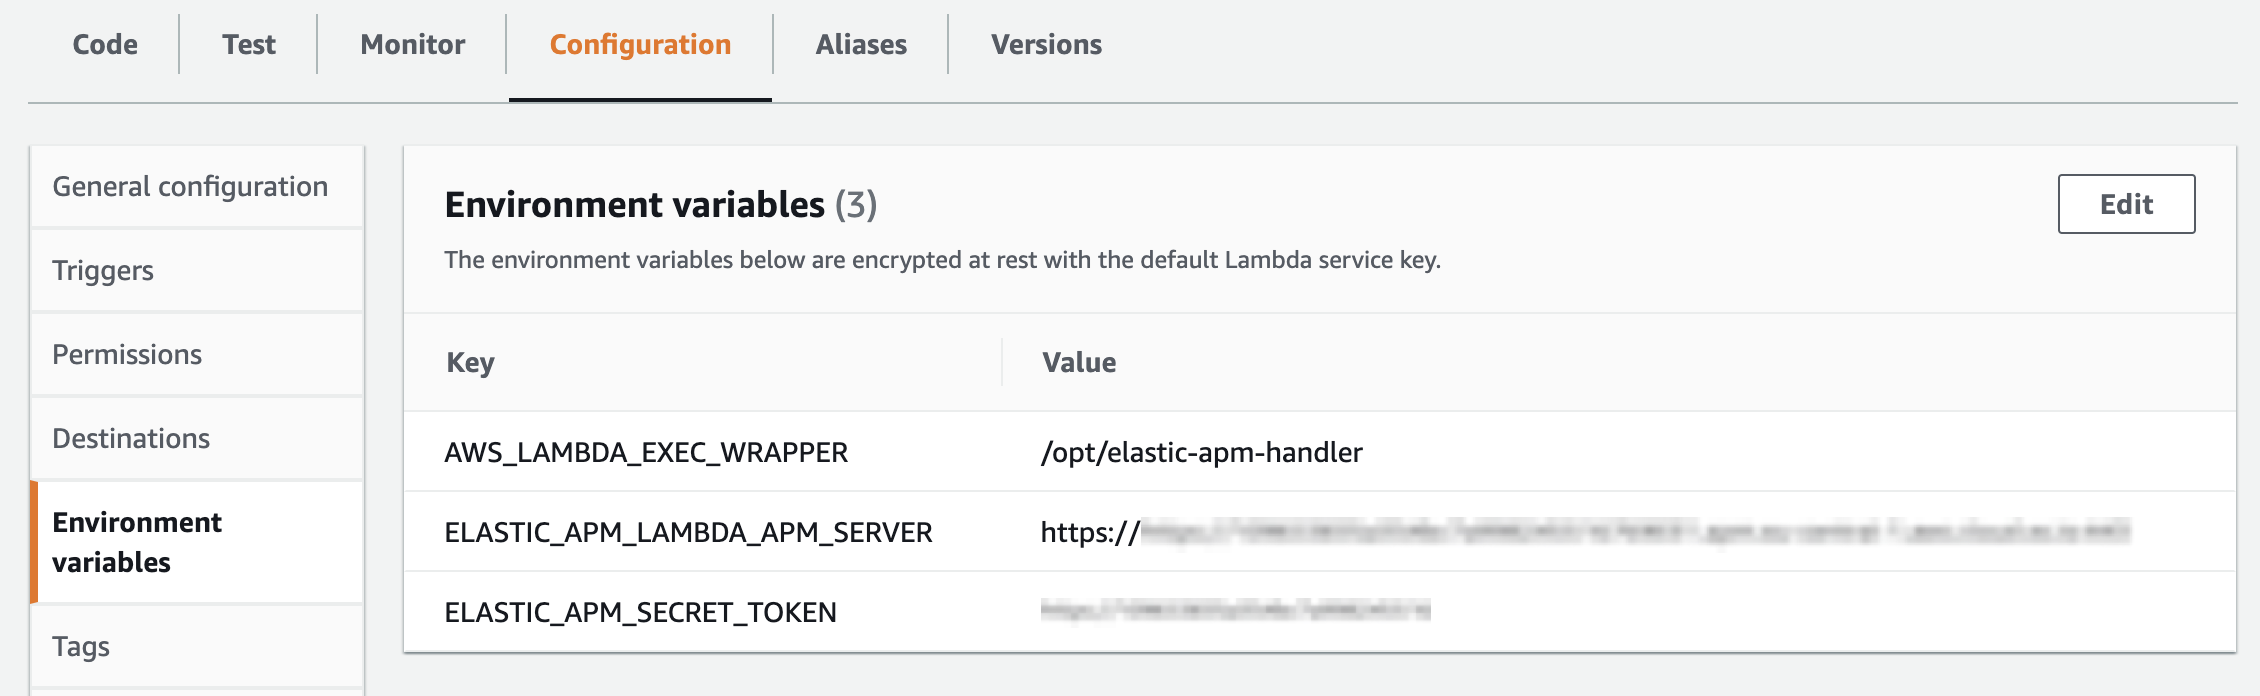 Code
Test
Monitor
Configuration
Aliases
Versions
General configuration
Triggers
Permissions
Destinations
Environment
variables
Tags
Environment variables (3)
Edit
The environment variables below are encrypted at rest with the default Lambda service key.
Key
Value
AWS_LAMBDA_EXEC_WRAPPER
/opt/elastic-apm-handler
ELASTIC_APM_LAMBDA_APM_SERVER
https://
ELASTIC_APM_SECRET_TOKEN